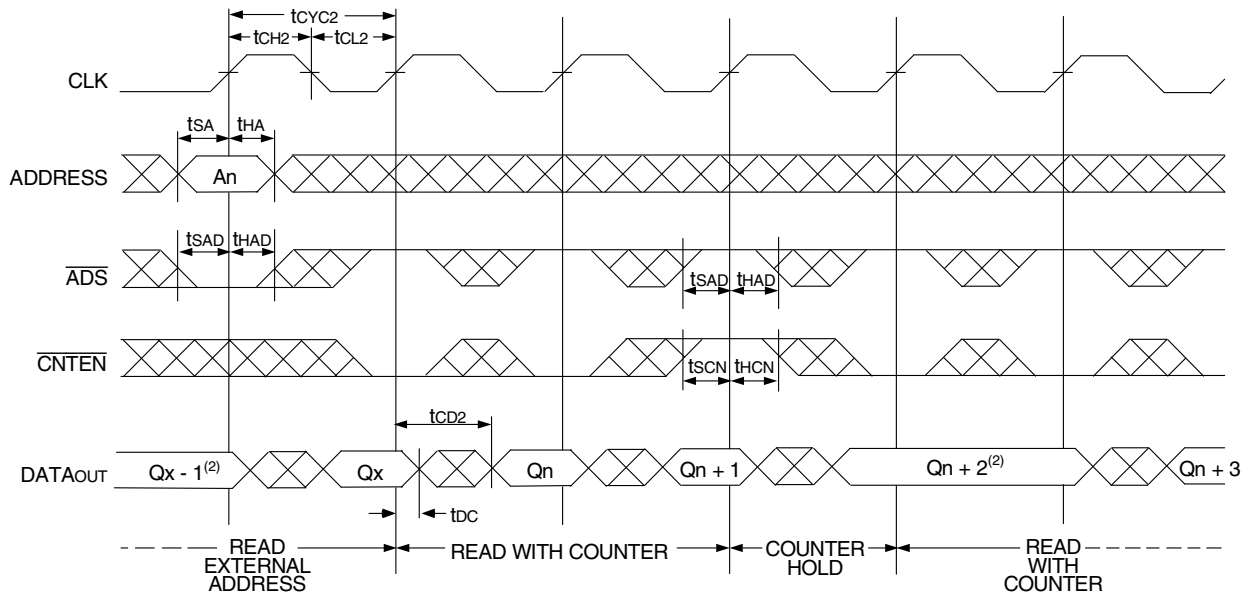 tCYC2
tCH2 tCL2
CLK
tSA tHA
ADDRESS An
tSAD tHAD
ADS
tSAD tHAD
CNTEN
tSCN tHCN
tCD2
DATAOUT Qx - 1(2) Qx Qn Qn + 1 Qn + 2(2) Qn + 3
tDC
READ EXTERNAL ADDRESS
READ WITH COUNTER
COUNTER HOLD
READ WITH COUNTER